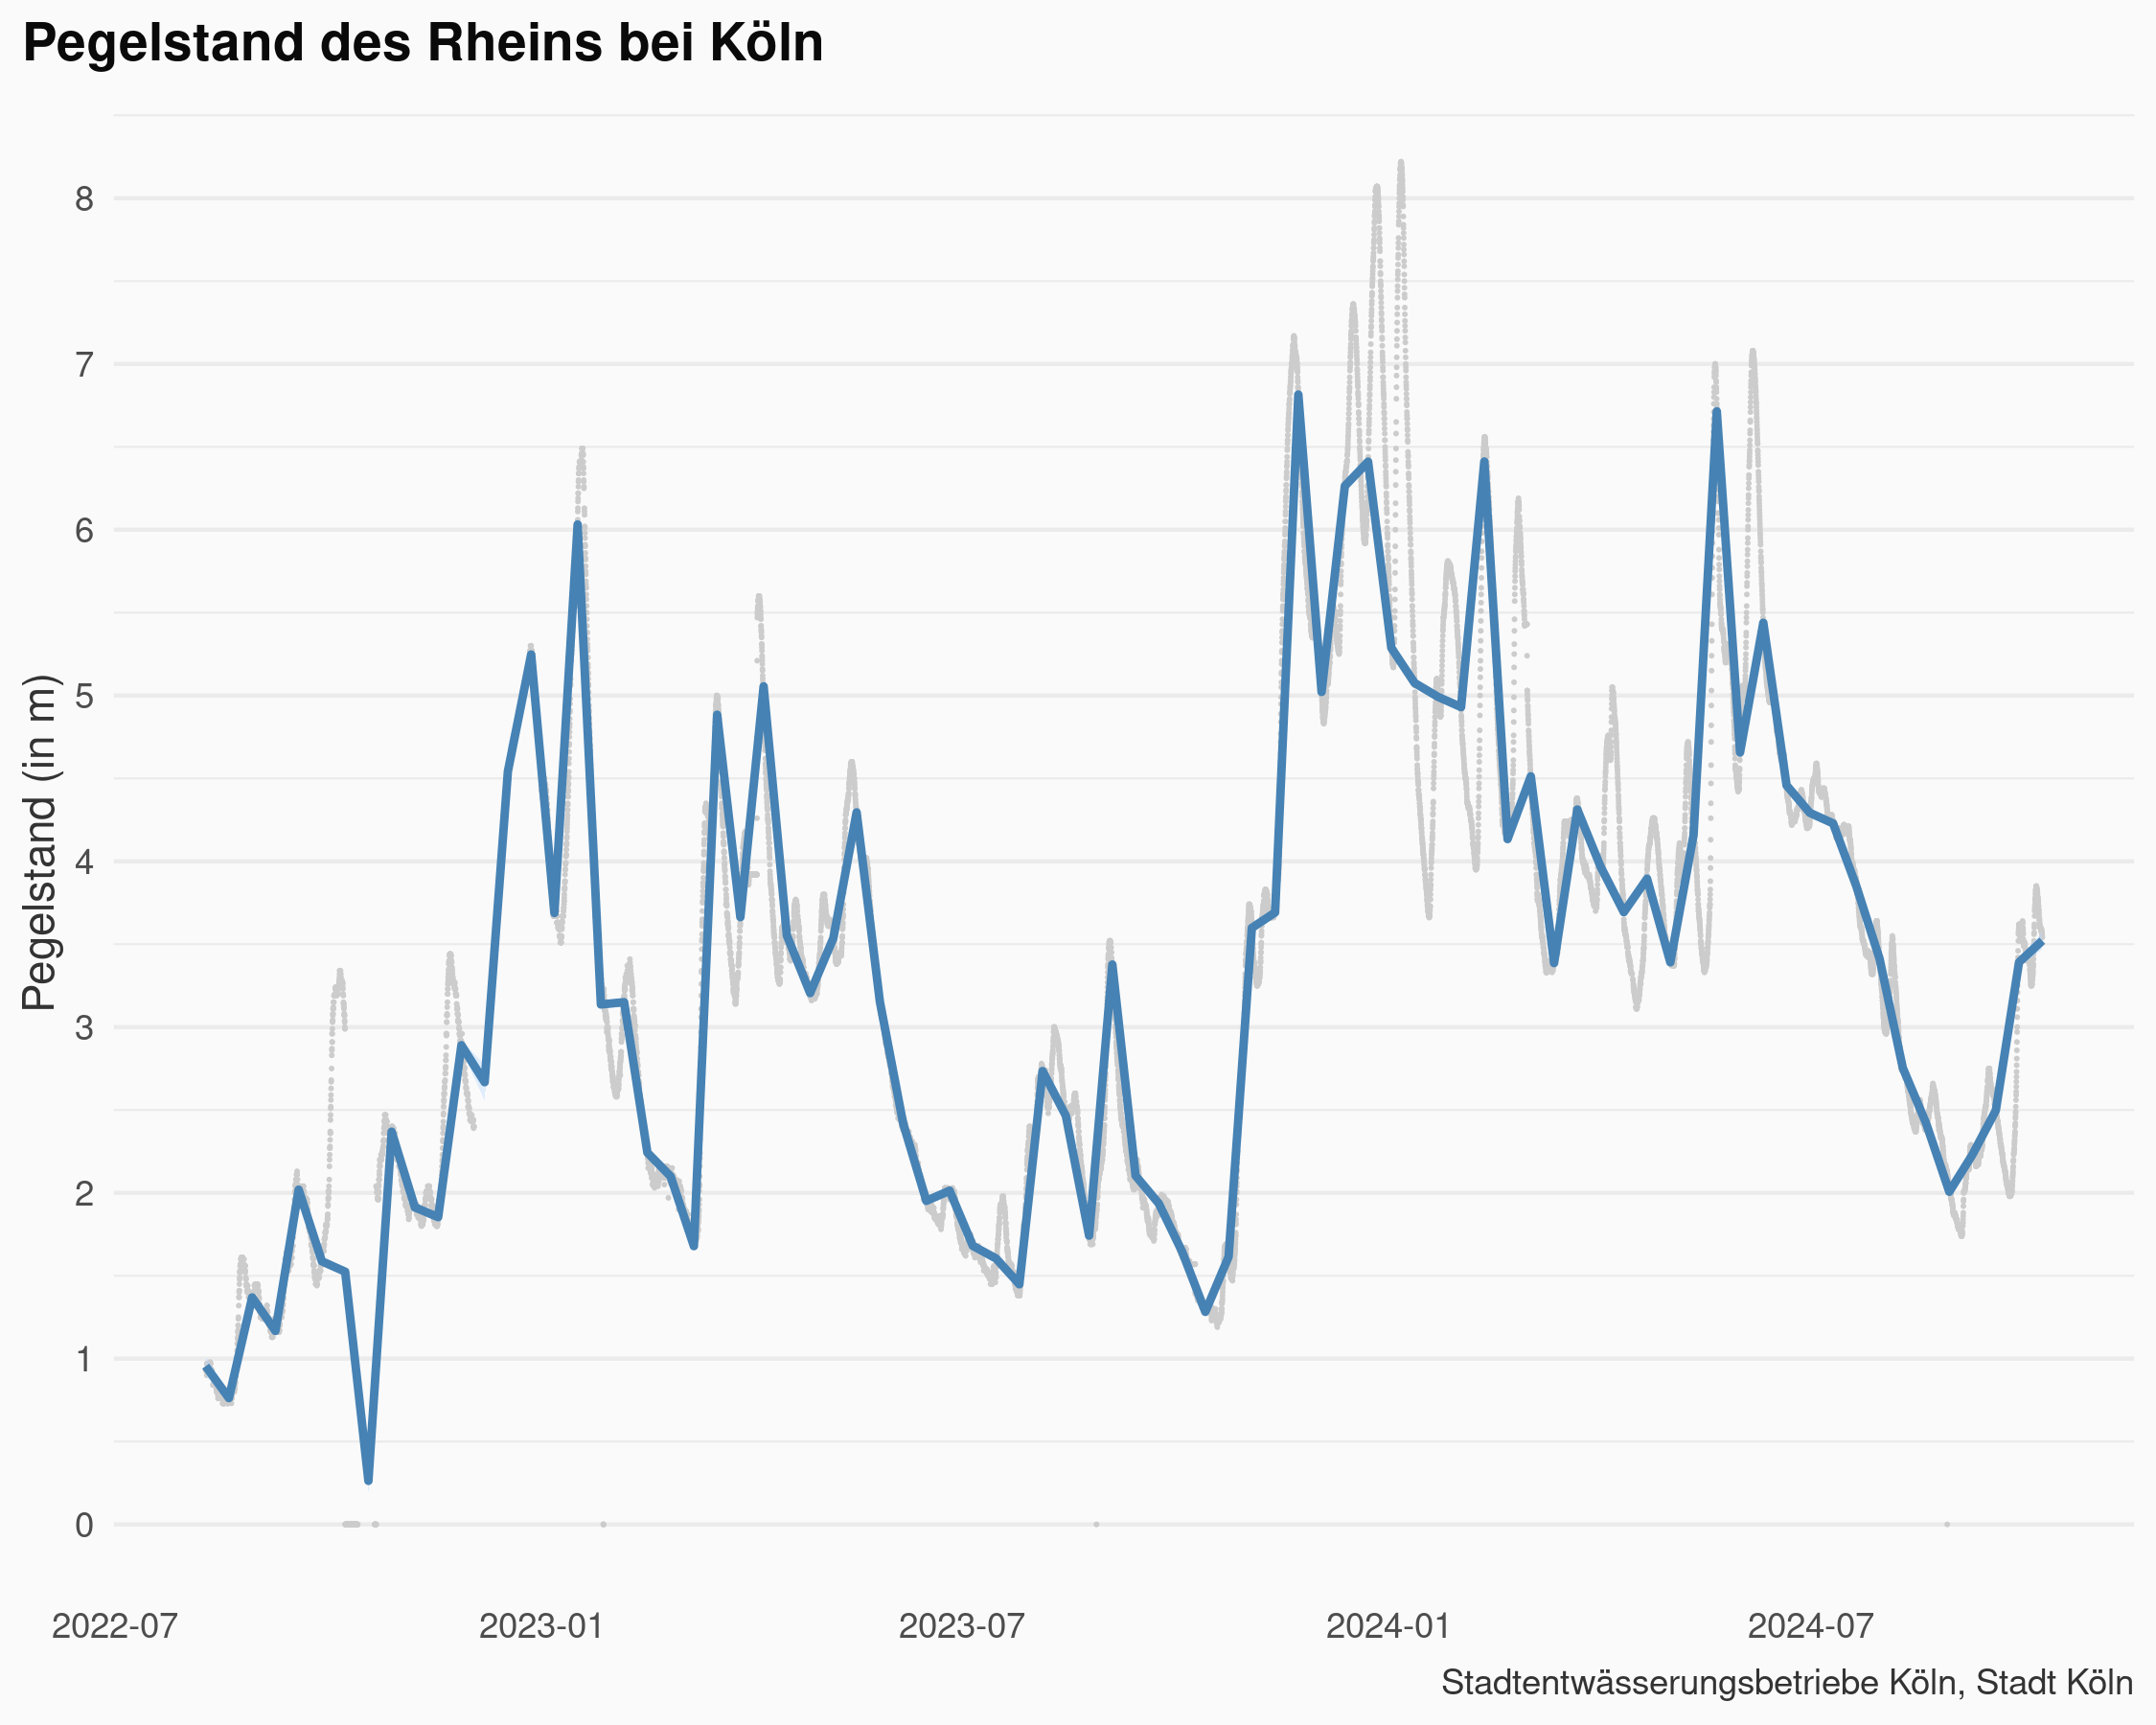 Pegelstand des Rheins bei Köln
Pegelstand (in m)
8
7
6
5
4
3
2
1
0
2022-07 2023-01 2023-07 2024-01 2024-07
Stadtentwässerungsbetriebe Köln, Stadt Köln